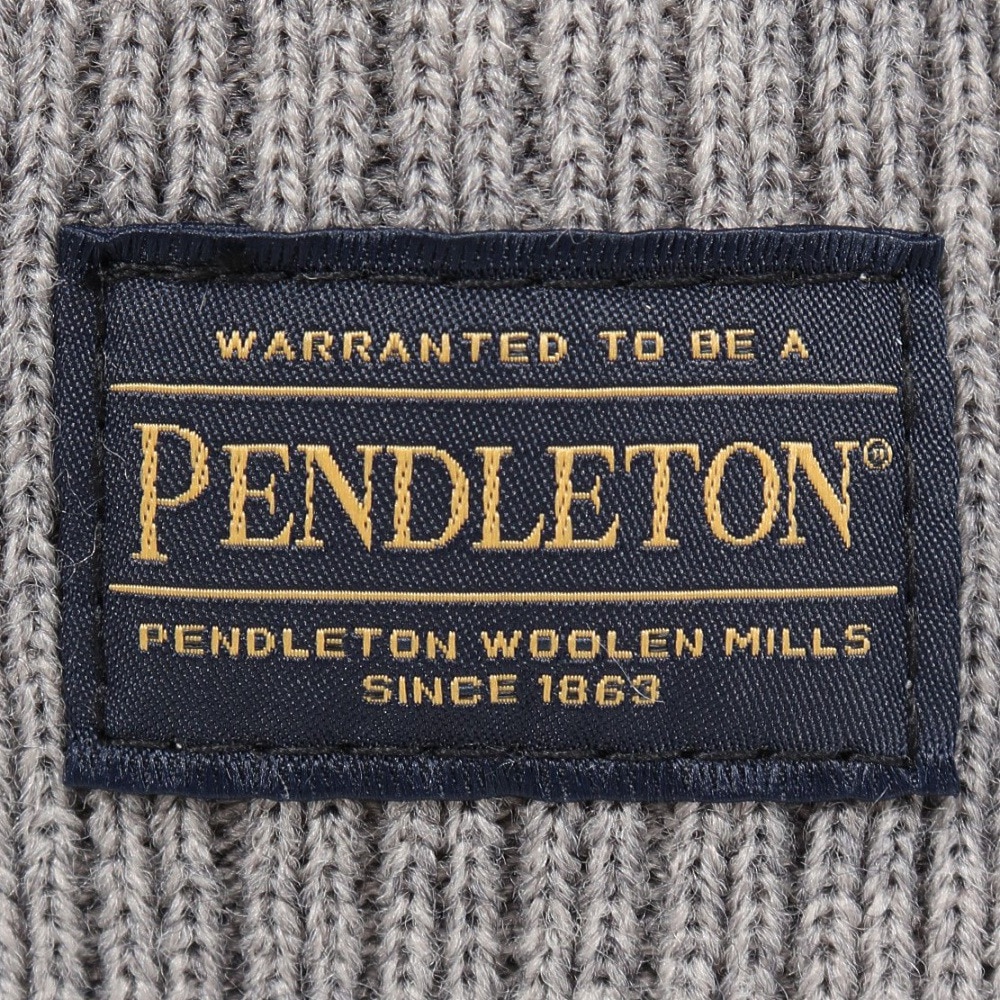 WARRANTED TO BE A
PENDLETON®
PENDLETON WOOLEN MILLS
SINCE 1863